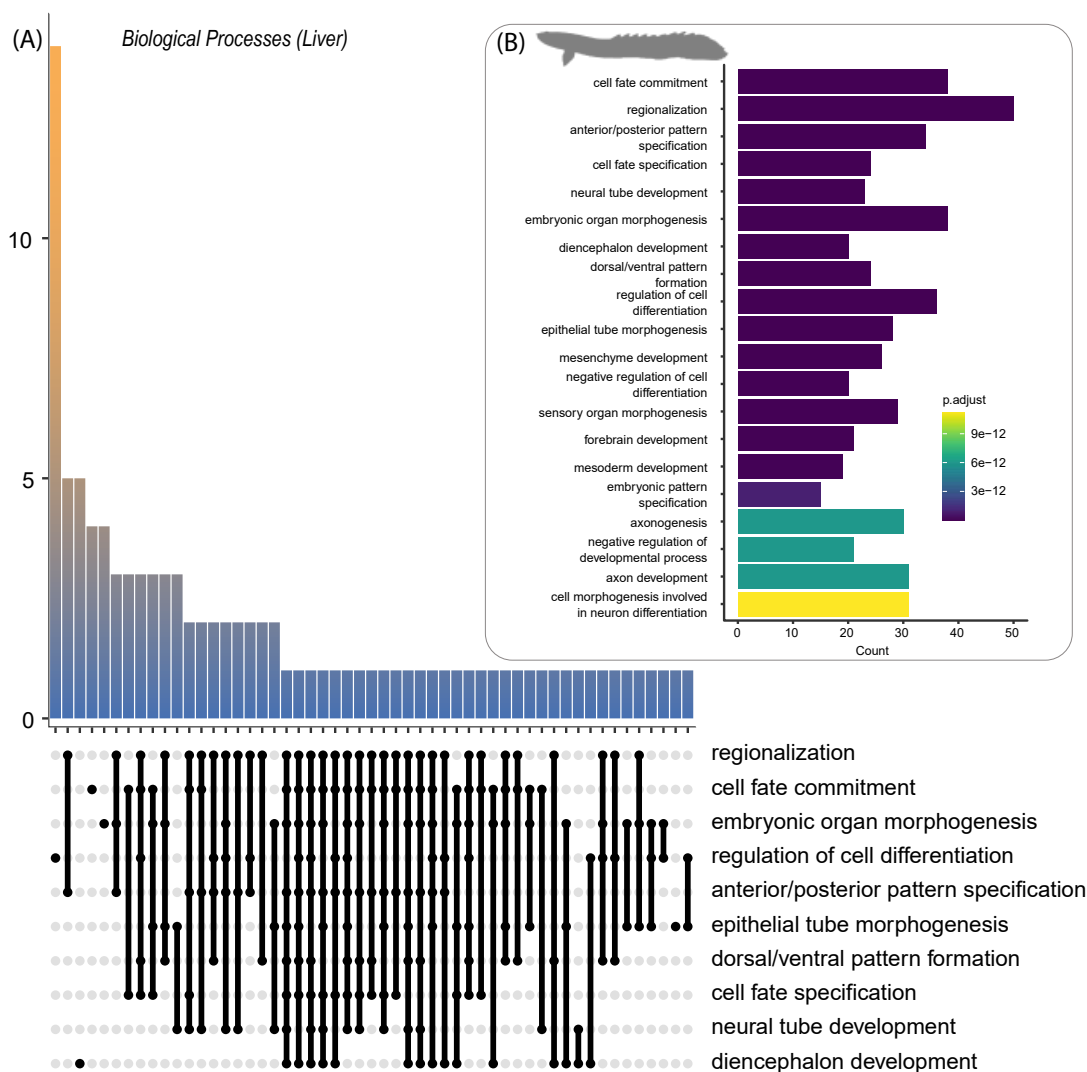 (A)
Biological Processes (Liver)
10
5
0
regionalization
cell fate commitment
embryonic organ morphogenesis
regulation of cell differentiation
anterior/posterior pattern specification
epithelial tube morphogenesis
dorsal/ventral pattern formation
cell fate specification
neural tube development
diencephalon development
(B)
cell fate commitment
regionalization
anterior/posterior pattern
specification
cell fate specification
neural tube development
embryonic organ morphogenesis
diencephalon development
dorsal/ventral pattern
formation
regulation of cell
differentiation
epithelial tube morphogenesis
mesenchyme development
negative regulation of cell
differentiation
sensory organ morphogenesis
forebrain development
mesoderm development
embryonic pattern
specification
axonogenesis
negative regulation of
developmental process
axon development
cell morphogenesis involved
in neuron differentiation
0 10 20 30 40 50
Count
p.adjust
9e−12
6e−12
3e−12